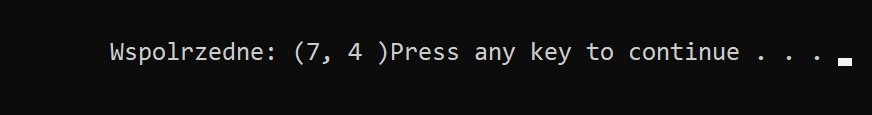 Wspolrzedne: (7, 4 )Press any key to continue . . .